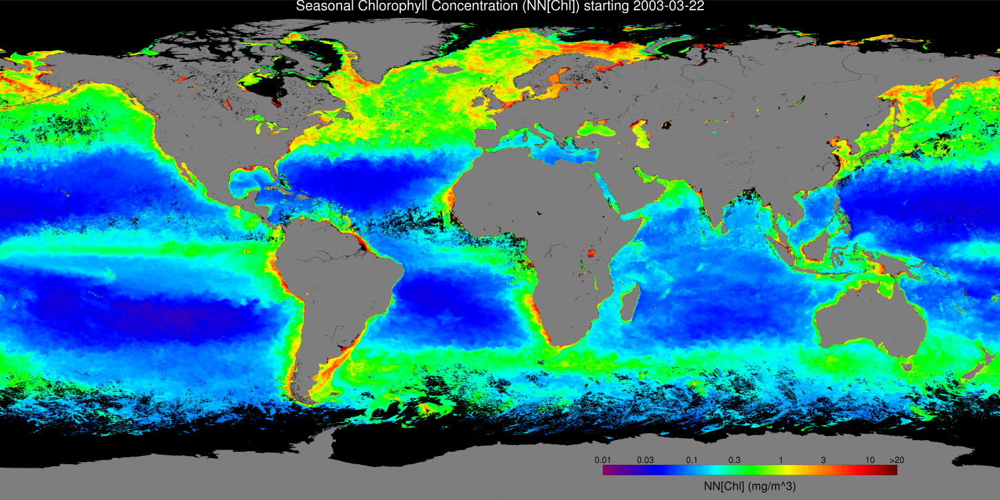 Seasonal Chlorophyll Concentration (NN[Chl]) starting 2003-03-22
0.01 0.03 0.1 0.3 1 3 10 >20
NN[Chl] (mg/m^3)